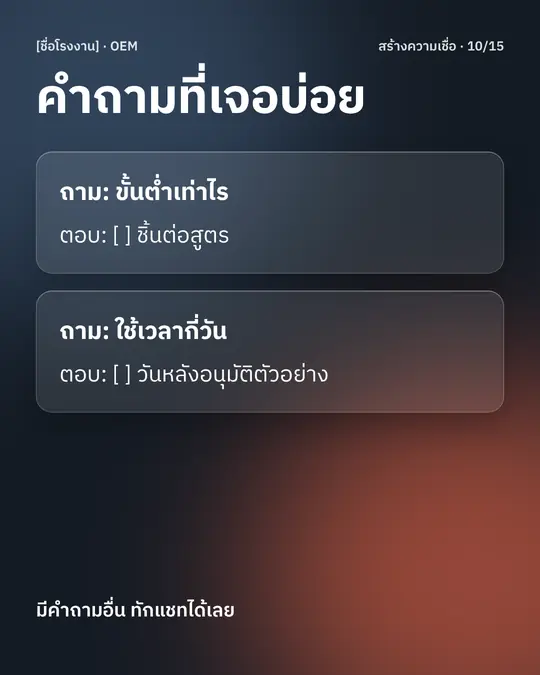 [ชื่อโรงงาน] · OEM
สร้างความเชื่อ · 10/15
คำถามที่เจอบ่อย
ถาม: ขั้นต่ำเท่าไร
ตอบ: [ ] ชิ้นต่อสูตร
ถาม: ใช้เวลากี่วัน
ตอบ: [ ] วันหลังอนุมัติตัวอย่าง
มีคำถามอื่น ทักแชทได้เลย